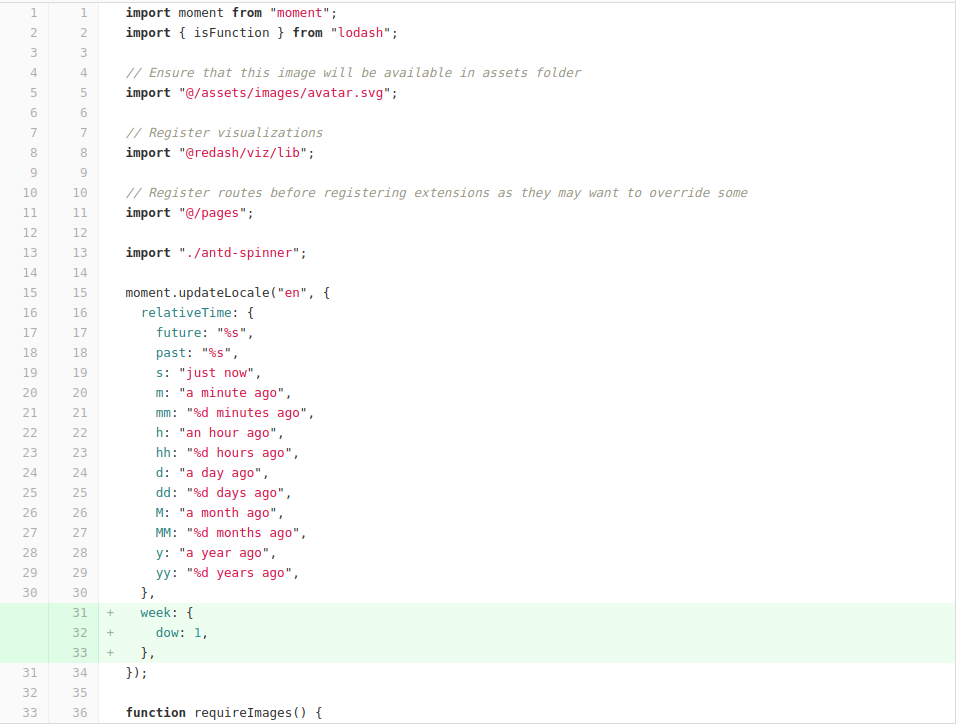 1 1 import moment from "moment";
2 2 import { isFunction } from "lodash";
3 3
4 4 // Ensure that this image will be available in assets folder
5 5 import "@/assets/images/avatar.svg";
6 6
7 7 // Register visualizations
8 8 import "@redash/viz/lib";
9 9
10 10 // Register routes before registering extensions as they may want to override some
11 11 import "@/pages";
12 12
13 13 import "./antd-spinner";
14 14
15 15 moment.updateLocale("en", {
16 16   relativeTime: {
17 17     future: "%s",
18 18     past: "%s",
19 19     s: "just now",
20 20     m: "a minute ago",
21 21     mm: "%d minutes ago",
22 22     h: "an hour ago",
23 23     hh: "%d hours ago",
24 24     d: "a day ago",
25 25     dd: "%d days ago",
26 26     M: "a month ago",
27 27     MM: "%d months ago",
28 28     y: "a year ago",
29 29     yy: "%d years ago",
30 30   },
31 +   week: {
32 +     dow: 1,
33 +   },
31 34 });
32 35
33 36 function requireImages() {